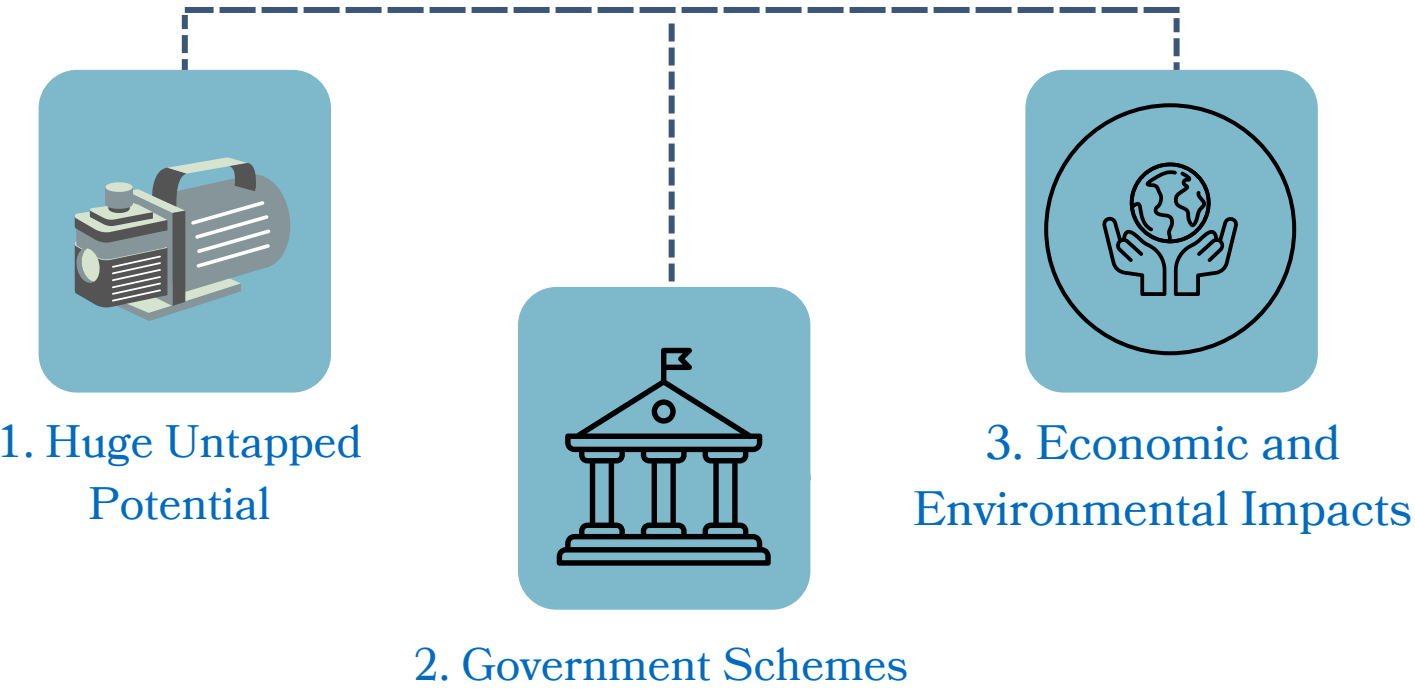 1. Huge Untapped
Potential
2. Government Schemes
3. Economic and
Environmental Impacts